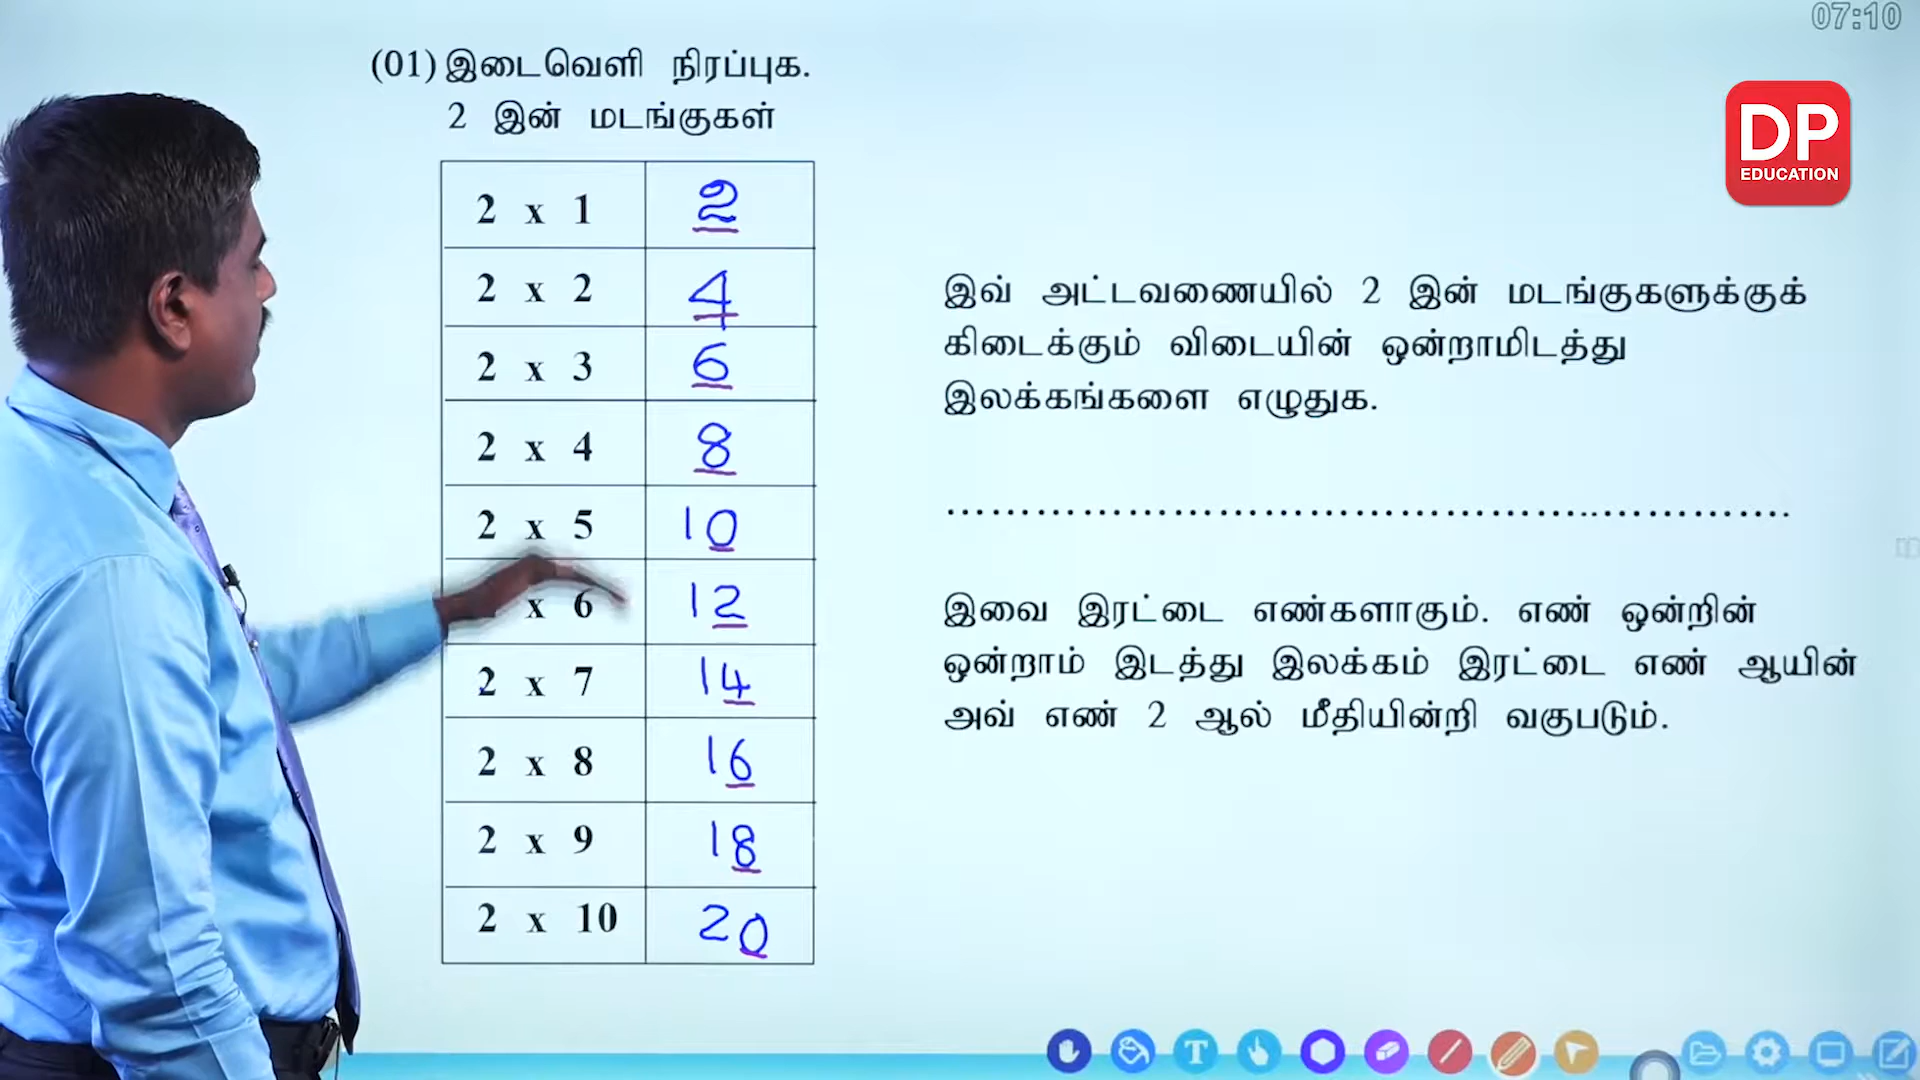 07:10
DP
EDUCATION
(01) இடைவெளி நிரப்புக.
2 இன் மடங்குகள்
2 x 1 2
2 x 2 4
2 x 3 6
2 x 4 8
2 x 5 10
x 6 12
2 x 7 14
2 x 8 16
2 x 9 18
2 x 10 20
இவ் அட்டவணையில் 2 இன் மடங்குகளுக்குக்
கிடைக்கும் விடையின் ஒன்றாமிடத்து
இலக்கங்களை எழுதுக.
இவை இரட்டை எண்களாகும். எண் ஒன்றின்
ஒன்றாம் இடத்து இலக்கம் இரட்டை எண் ஆயின்
அவ் எண் 2 ஆல் மீதியின்றி வகுபடும்.